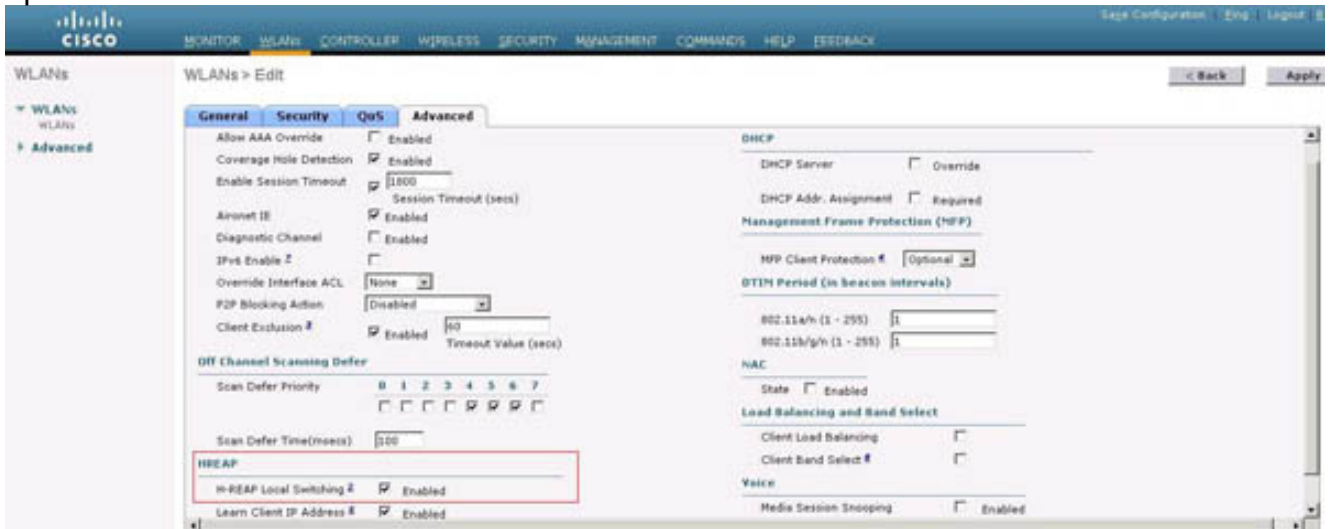 CISCO
MONITOR WLANs CONTROLLER WIRELESS SECURITY MANAGEMENT COMMANDS HELP FEEDBACK
Save Configuration Ping Logout
WLANs
WLANs
WLANs
Advanced
WLANs > Edit
< Back
Apply
General Security QoS Advanced
Allow AAA Override Enabled
Coverage Hole Detection Enabled
Enable Session Timeout 1800
Session Timeout (secs)
Aironet IE Enabled
Diagnostic Channel Enabled
IPv6 Enable
Override Interface ACL None
P2P Blocking Action Disabled
Client Exclusion Enabled 60
Timeout Value (secs)
Off Channel Scanning Defer
Scan Defer Priority 0 1 2 3 4 5 6 7
Scan Defer Time(msecs) 100
HREAP
H-REAP Local Switching 2 Enabled
Learn Client IP Address Enabled
DHCP
DHCP Server Override
DHCP Addr. Assignment Required
Management Frame Protection (MFP)
MFP Client Protection Optional
DTIM Period (in beacon intervals)
802.11a/n (1 - 255) 1
802.11b/g/n (1 - 255) 1
NAC
State Enabled
Load Balancing and Band Select
Client Load Balancing
Client Band Select
Voice
Media Session Snooping Enabled